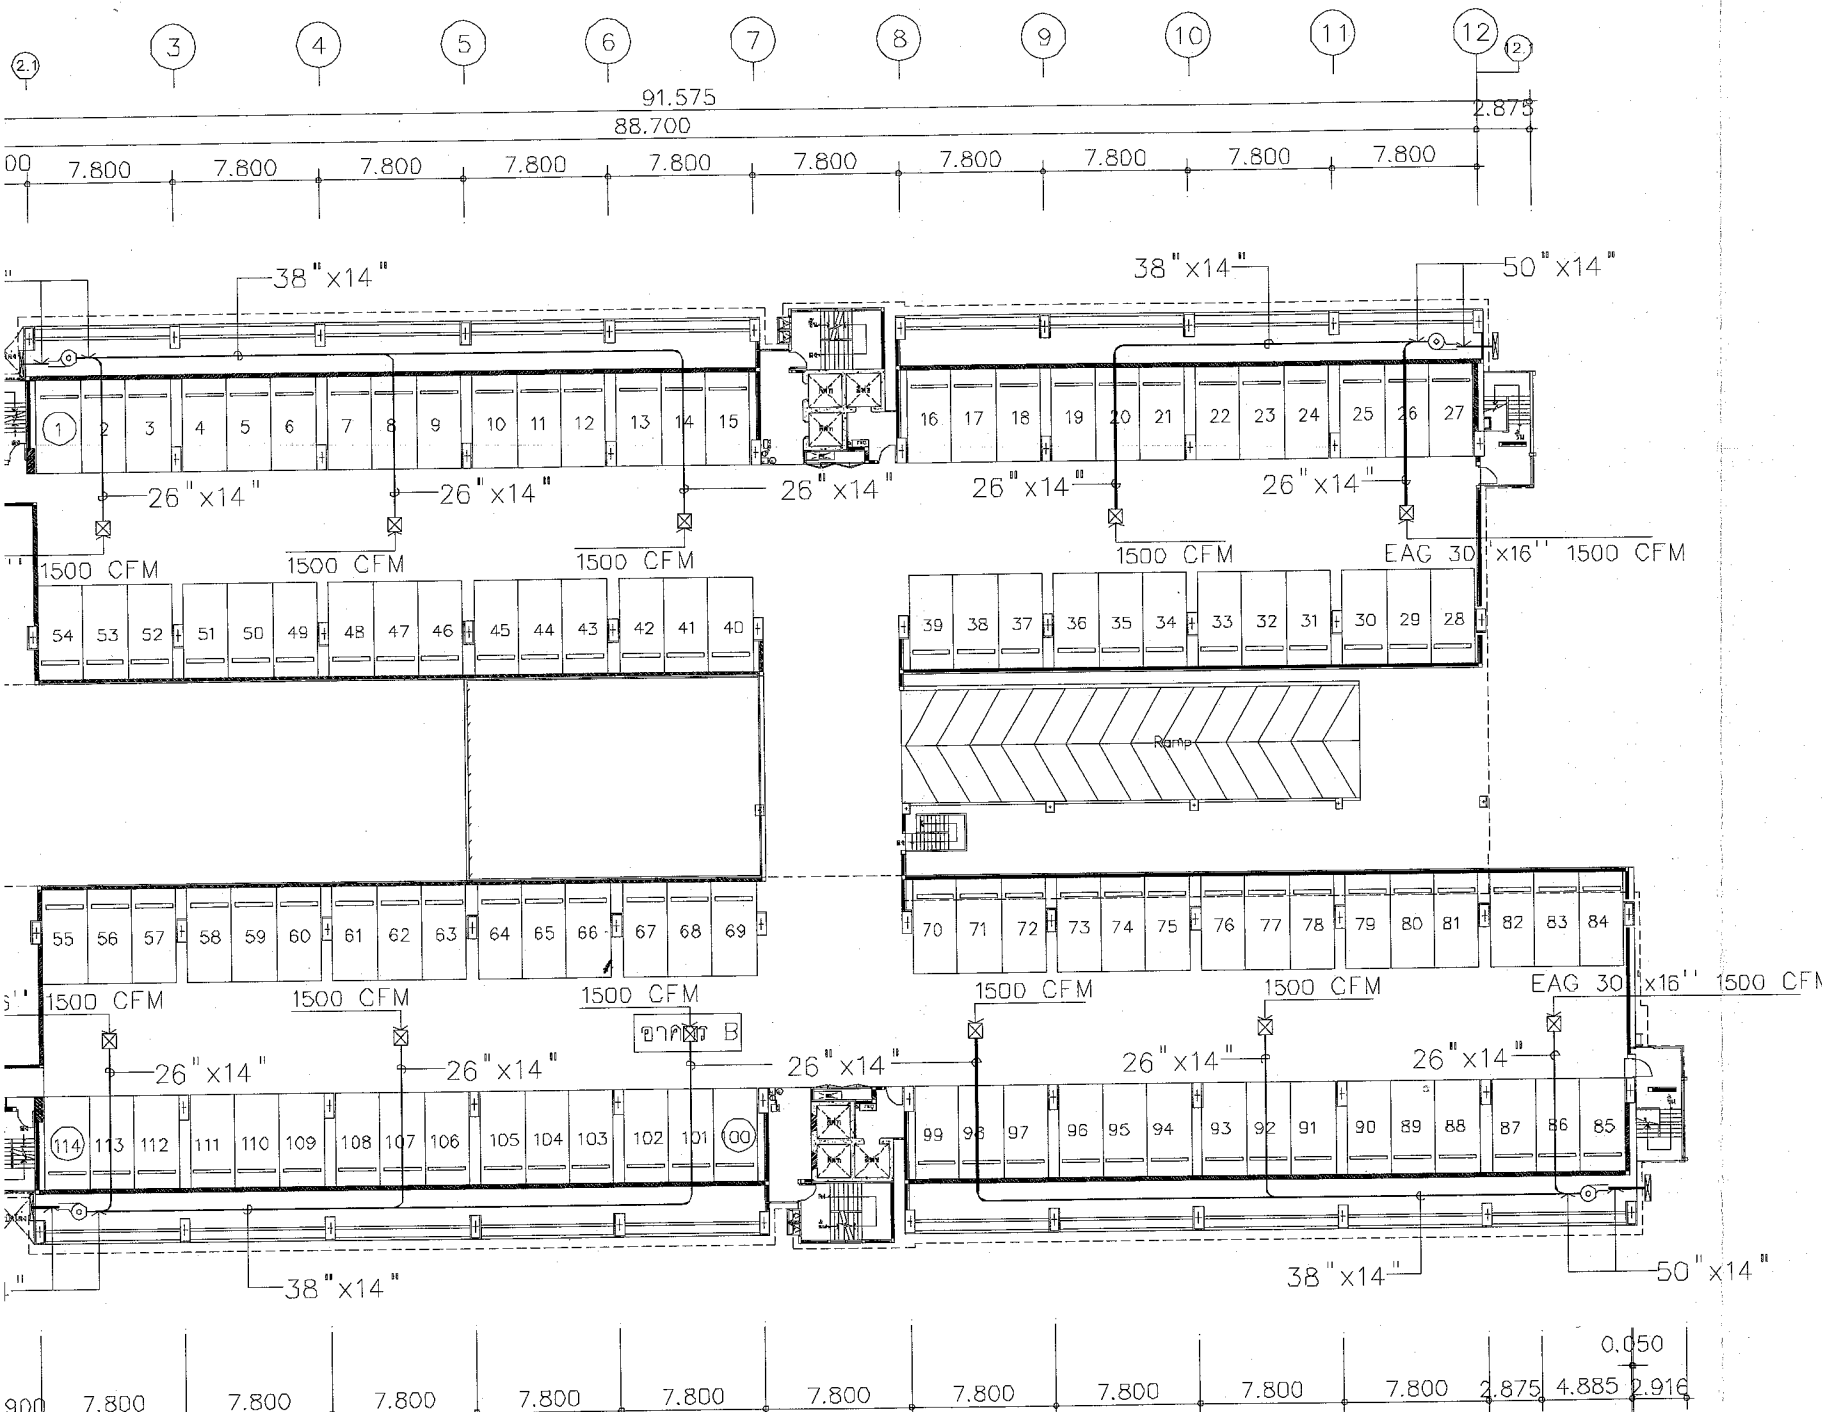 2.1 3 4 5 6 7 8 9 10 11 12 12.1
91.575
2.875
88.700
00 7.800 7.800 7.800 7.800 7.800 7.800 7.800 7.800 7.800 7.800
" 38"x14" 38"x14" 50"x14"
1 2 3 4 5 6 7 8 9 10 11 12 13 14 15 16 17 18 19 20 21 22 23 24 25 26 27
26"x14" 26"x14" 26"x14" 26"x14" 26"x14"
1500 CFM 1500 CFM 1500 CFM 1500 CFM EAG 30"x16'' 1500 CFM
54 53 52 51 50 49 48 47 46 45 44 43 42 41 40 39 38 37 36 35 34 33 32 31 30 29 28
Ramp
55 56 57 58 59 60 61 62 63 64 65 66 67 68 69 70 71 72 73 74 75 76 77 78 79 80 81 82 83 84
6'' 1500 CFM 1500 CFM 1500 CFM 1500 CFM 1500 CFM EAG 30"x16'' 1500 CFM
อาคาร B
26"x14" 26"x14" 26"x14" 26"x14" 26"x14"
114 113 112 111 110 109 108 107 106 105 104 103 102 101 100 99 98 97 96 95 94 93 92 91 90 89 88 87 86 85
" 38"x14" 38"x14" 50"x14"
0.050
900 7.800 7.800 7.800 7.800 7.800 7.800 7.800 7.800 7.800 7.800 2.875 4.885 2.916